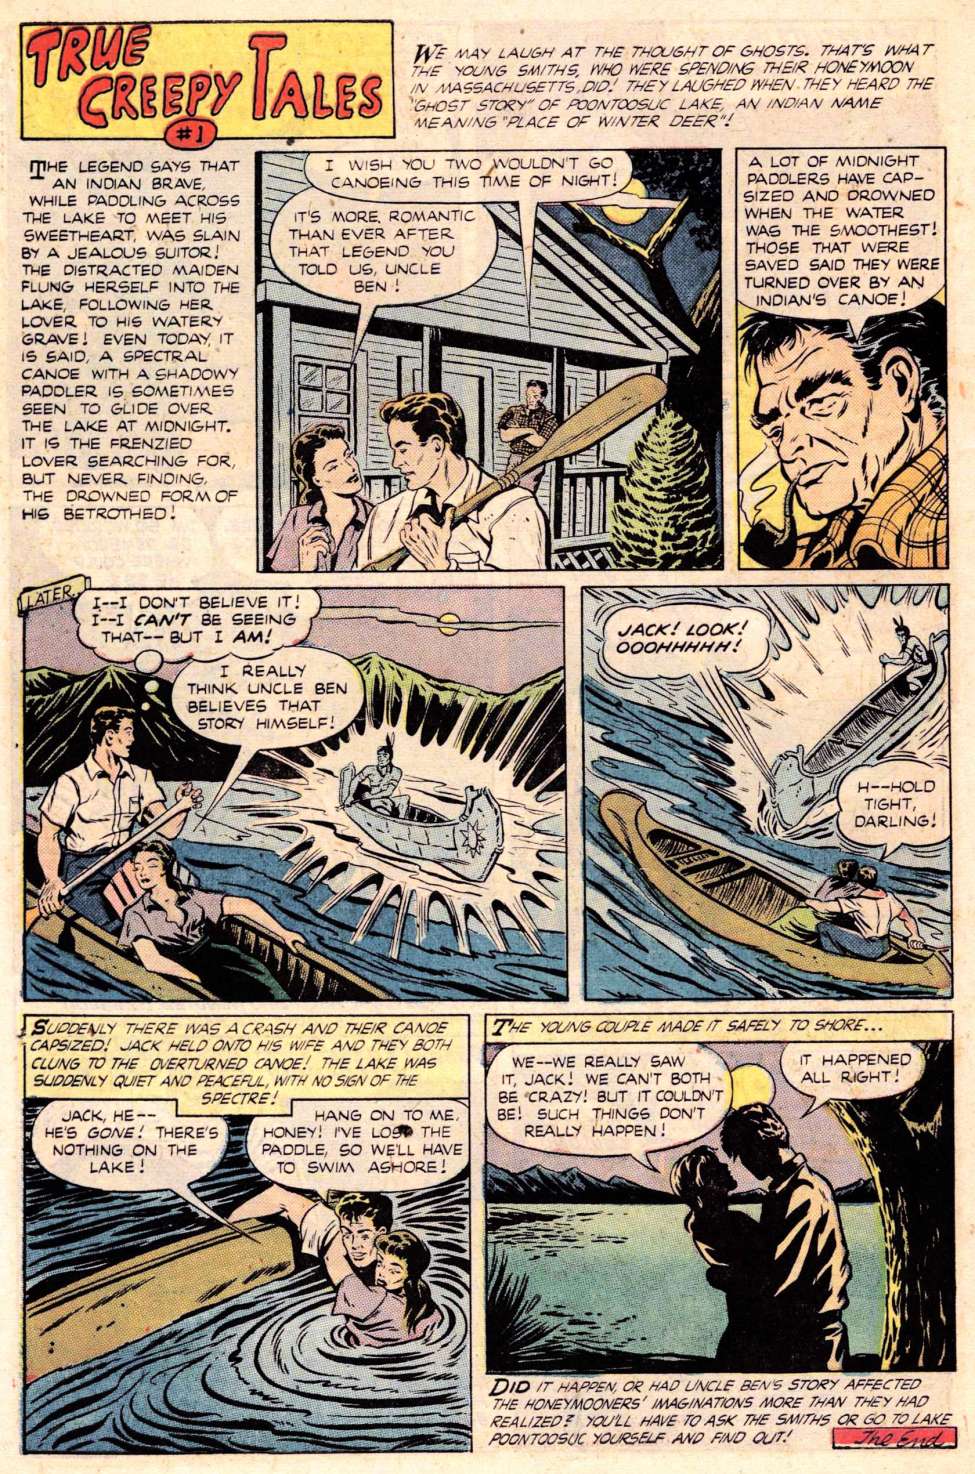 TRUE
CREEPY TALES
#1
WE MAY LAUGH AT THE THOUGHT OF GHOSTS. THAT'S WHAT
THE YOUNG SMITHS, WHO WERE SPENDING THEIR HONEYMOON
IN MASSACHUSETTS, DID! THEY LAUGHED WHEN THEY HEARD THE
"GHOST STORY" OF POONTOOSUC LAKE, AN INDIAN NAME
MEANING "PLACE OF WINTER DEER"!
THE LEGEND SAYS THAT
AN INDIAN BRAVE,
WHILE PADDLING ACROSS
THE LAKE TO MEET HIS
SWEETHEART, WAS SLAIN
BY A JEALOUS SUITOR!
THE DISTRACTED MAIDEN
FLUNG HERSELF INTO THE
LAKE, FOLLOWING HER
LOVER TO HIS WATERY
GRAVE! EVEN TODAY, IT
IS SAID, A SPECTRAL
CANOE WITH A SHADOWY
PADDLER IS SOMETIMES
SEEN TO GLIDE OVER
THE LAKE AT MIDNIGHT.
IT IS THE FRENZIED
LOVER SEARCHING FOR,
BUT NEVER FINDING,
THE DROWNED FORM OF
HIS BETROTHED!
I WISH YOU TWO WOULDN'T GO
CANOEING THIS TIME OF NIGHT!
IT'S MORE ROMANTIC
THAN EVER AFTER
THAT LEGEND YOU
TOLD US, UNCLE
BEN!
A LOT OF MIDNIGHT
PADDLERS HAVE CAP-
SIZED AND DROWNED
WHEN THE WATER
WAS THE SMOOTHEST!
THOSE THAT WERE
SAVED SAID THEY WERE
TURNED OVER BY AN
INDIAN'S CANOE!
LATER...
I--I DON'T BELIEVE IT!
I--I CAN'T BE SEEING
THAT-- BUT I AM!
I REALLY
THINK UNCLE BEN
BELIEVES THAT
STORY HIMSELF!
JACK! LOOK!
OOOHHHHH!
H--HOLD
TIGHT,
DARLING!
SUDDENLY THERE WAS A CRASH AND THEIR CANOE
CAPSIZED! JACK HELD ONTO HIS WIFE AND THEY BOTH
CLUNG TO THE OVERTURNED CANOE! THE LAKE WAS
SUDDENLY QUIET AND PEACEFUL, WITH NO SIGN OF THE
SPECTRE!
JACK, HE--
HE'S GONE! THERE'S
NOTHING ON THE
LAKE!
HANG ON TO ME,
HONEY! I'VE LOST THE
PADDLE, SO WE'LL HAVE
TO SWIM ASHORE!
THE YOUNG COUPLE MADE IT SAFELY TO SHORE...
WE--WE REALLY SAW
IT, JACK! WE CAN'T BOTH
BE CRAZY! BUT IT COULDN'T
BE! SUCH THINGS DON'T
REALLY HAPPEN!
IT HAPPENED
ALL RIGHT!
DID IT HAPPEN, OR HAD UNCLE BEN'S STORY AFFECTED
THE HONEYMOONERS' IMAGINATIONS MORE THAN THEY HAD
REALIZED? YOU'LL HAVE TO ASK THE SMITHS OR GO TO LAKE
POONTOOSUC YOURSELF AND FIND OUT!
The End